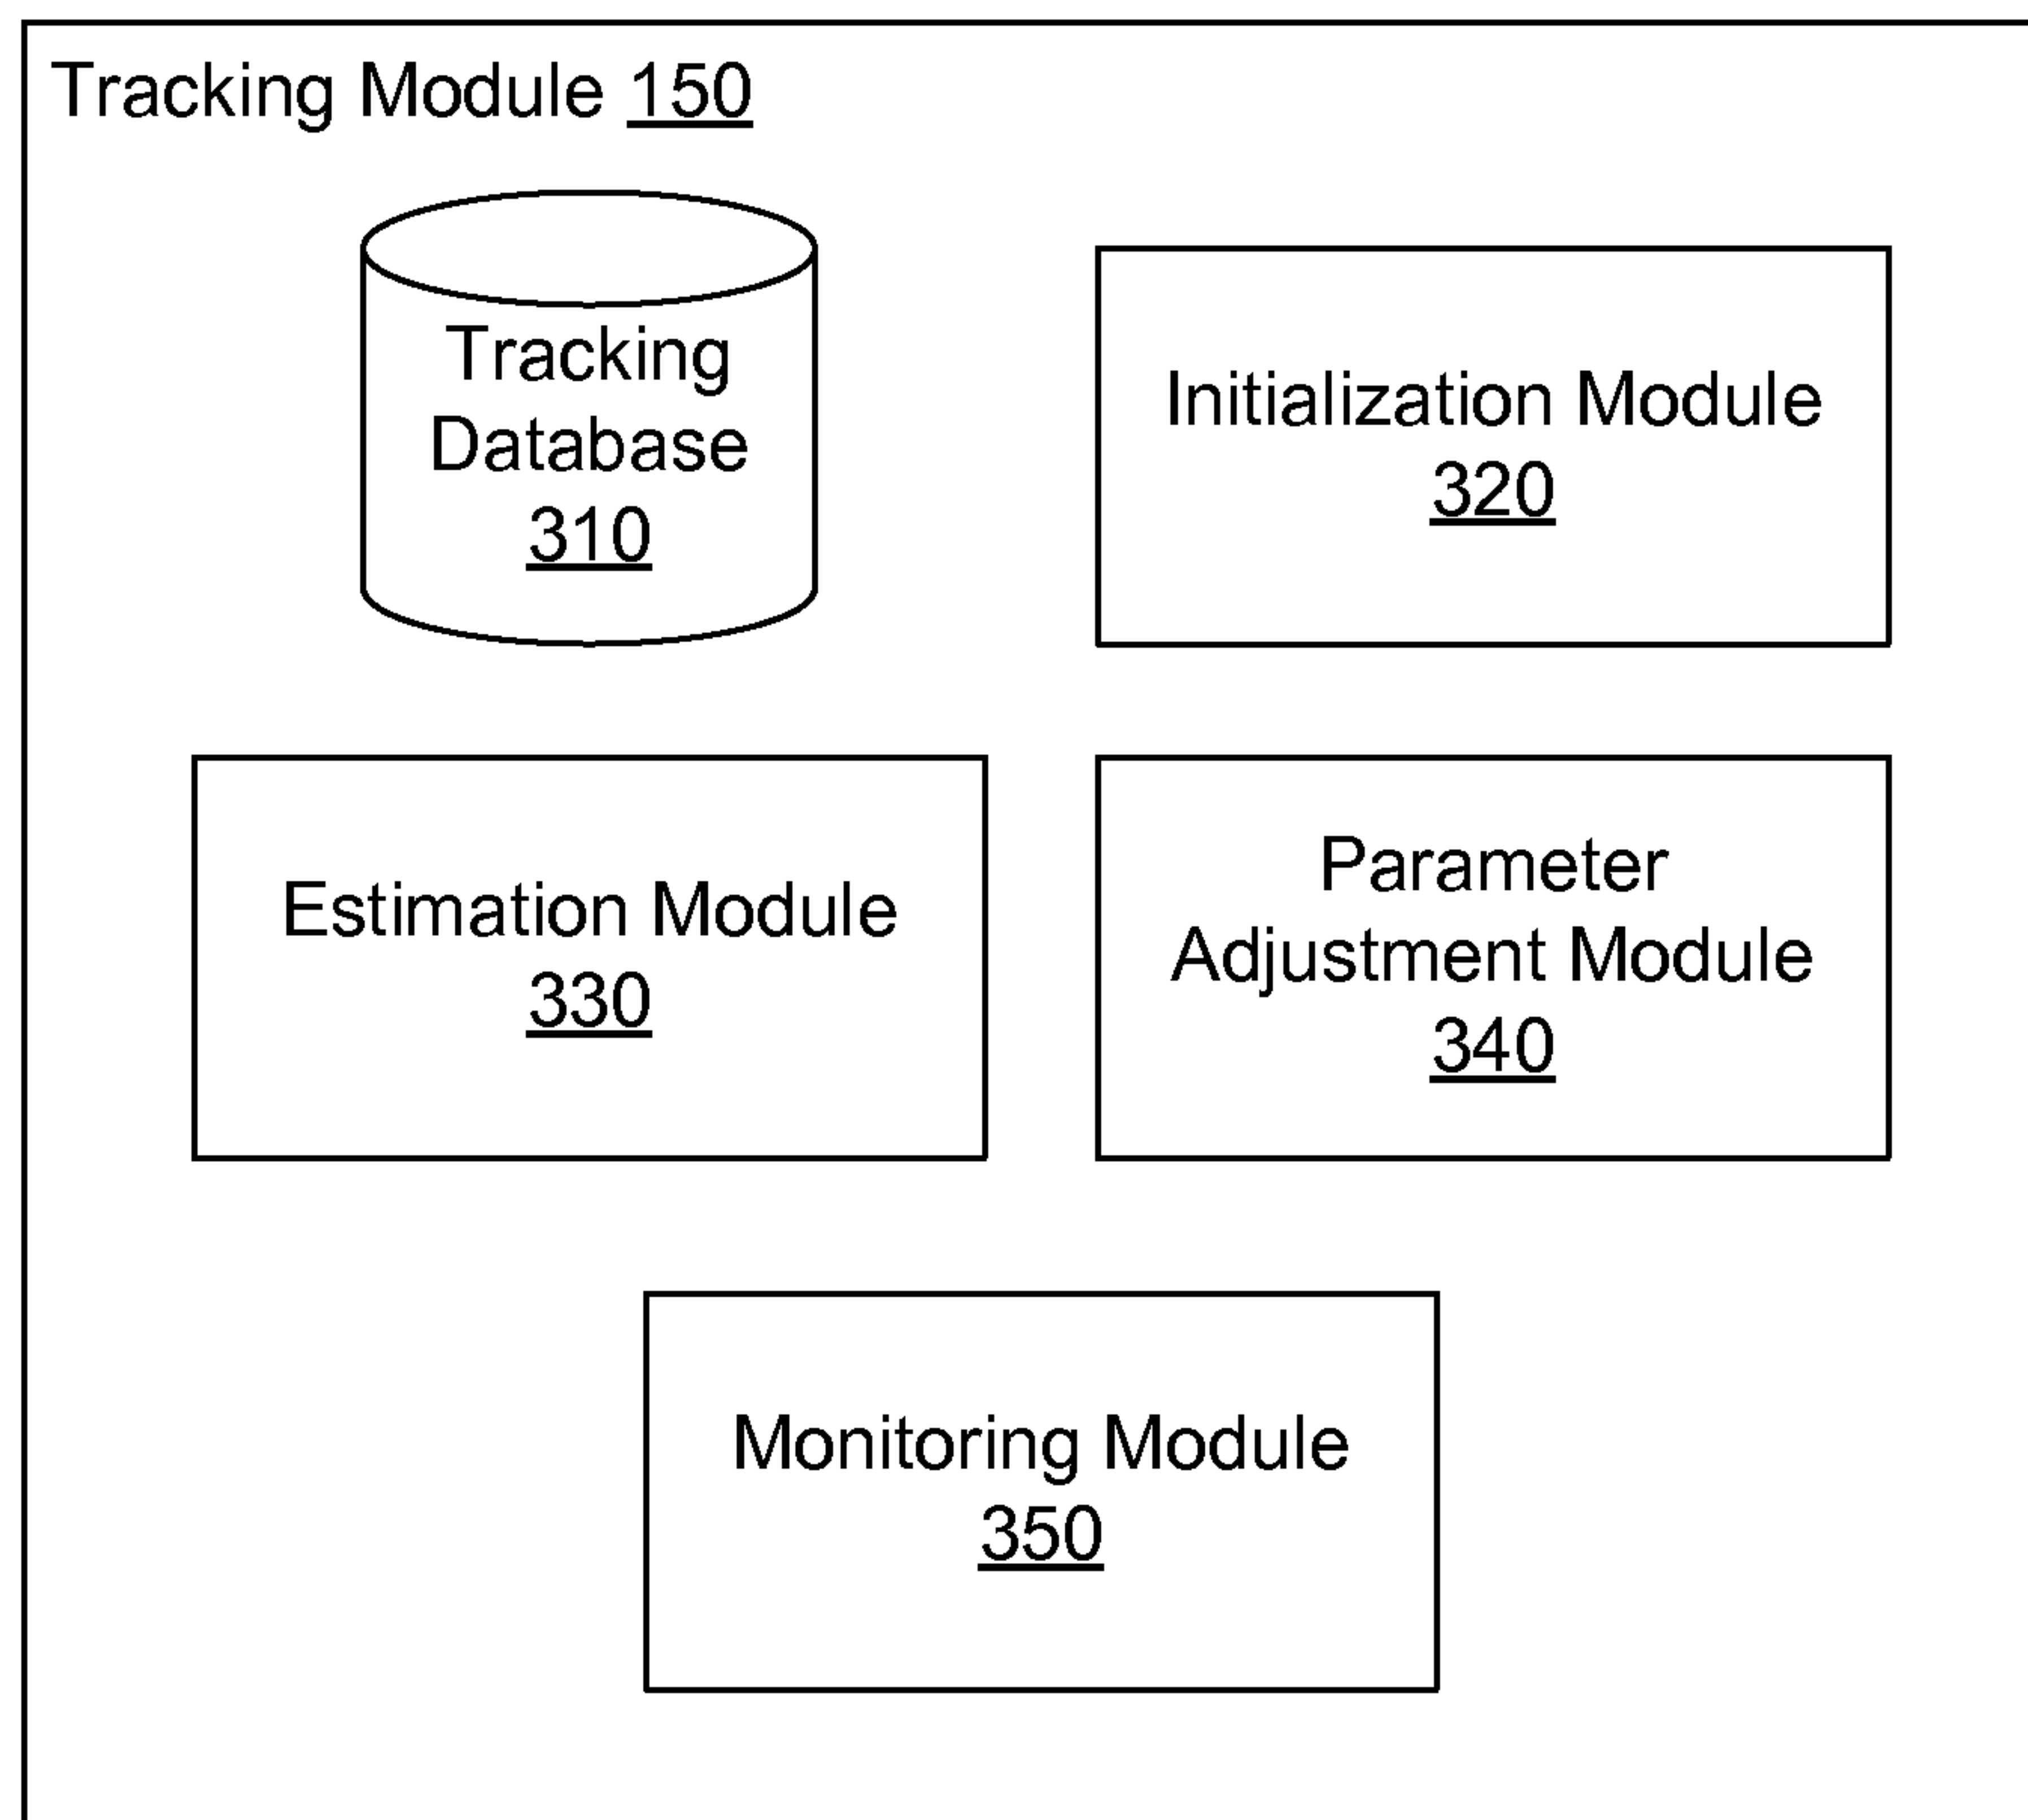 Tracking Module 150
Tracking
Database
310
Initialization Module
320
Estimation Module
330
Parameter
Adjustment Module
340
Monitoring Module
350